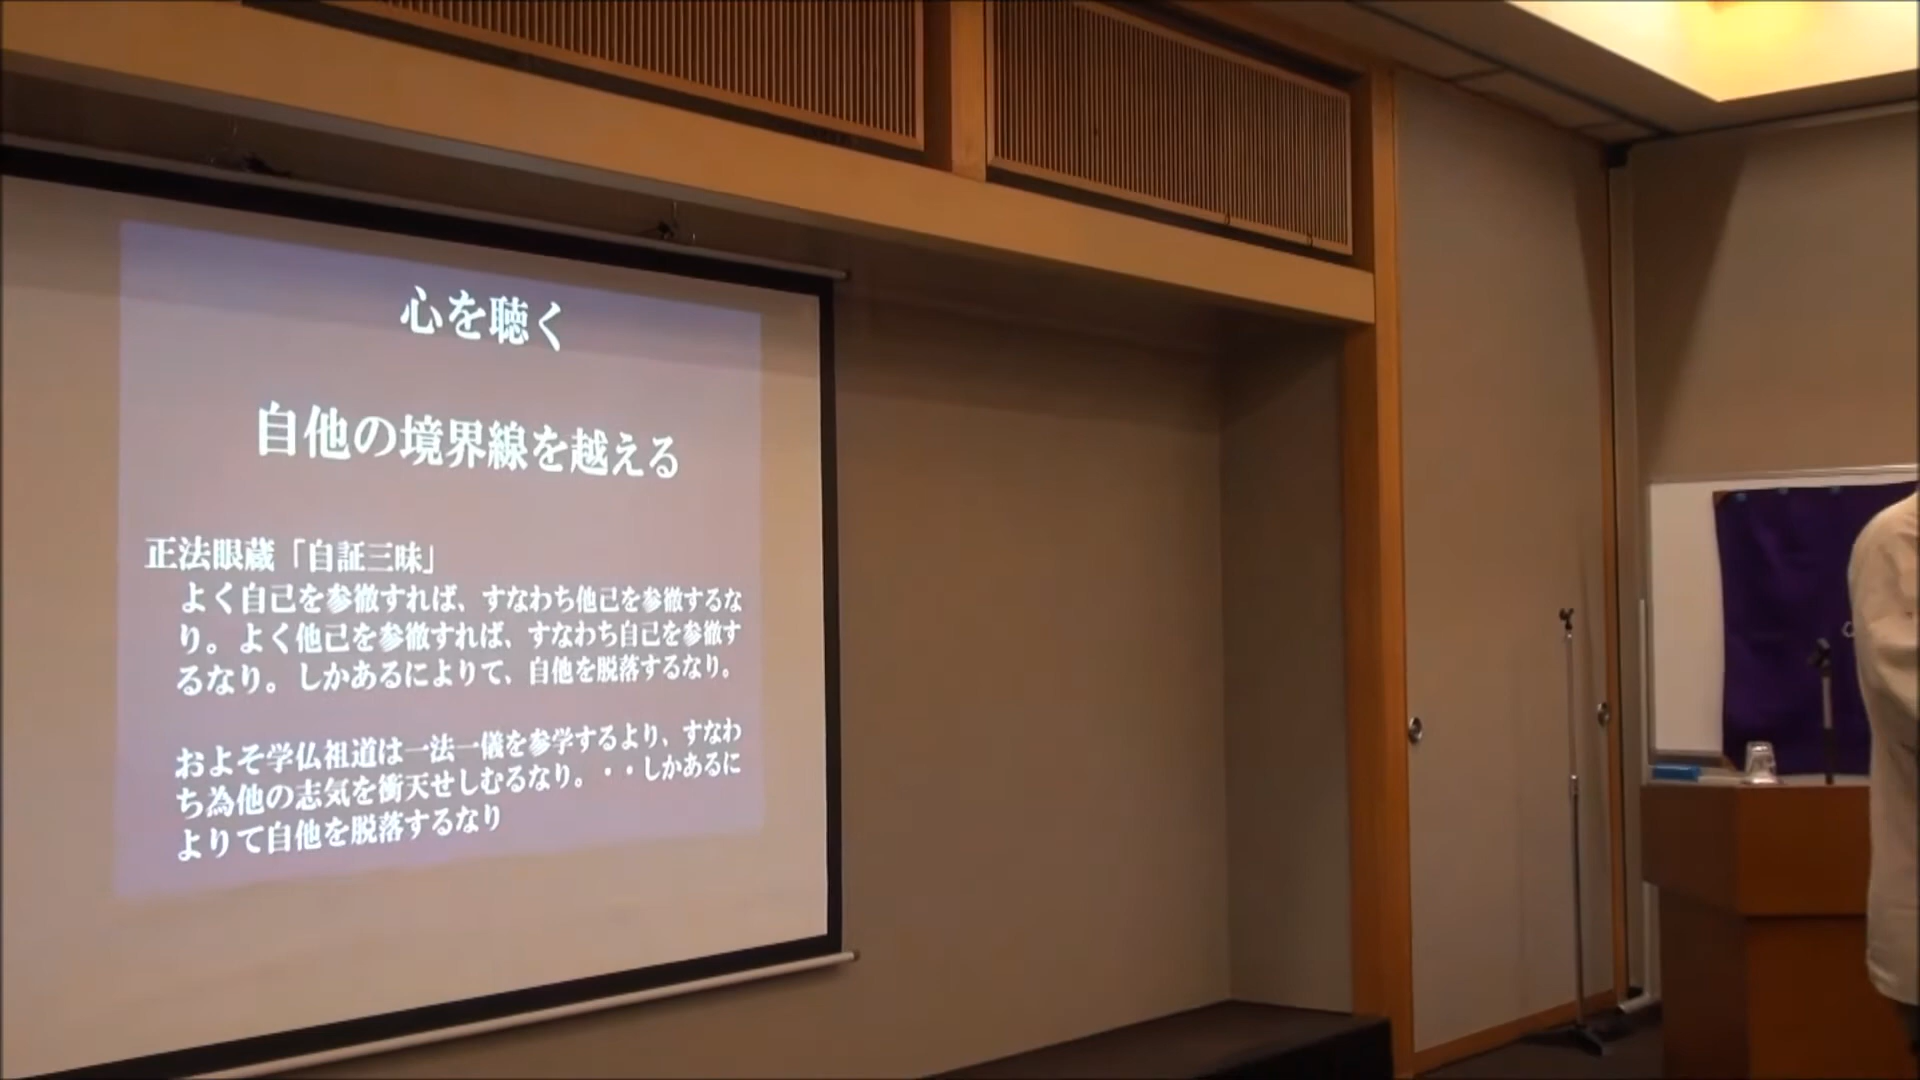 心を聴く
自他の境界線を越える
正法眼蔵「自証三昧」
よく自己を参徹すれば、すなわち他己を参徹するな
り。よく他己を参徹すれば、すなわち自己を参徹す
るなり。しかあるによりて、自他を脱落するなり。
およそ学仏祖道は一法一儀を参学するより、すなわ
ち為他の志気を衝天せしむるなり。・・しかあるに
よりて自他を脱落するなり